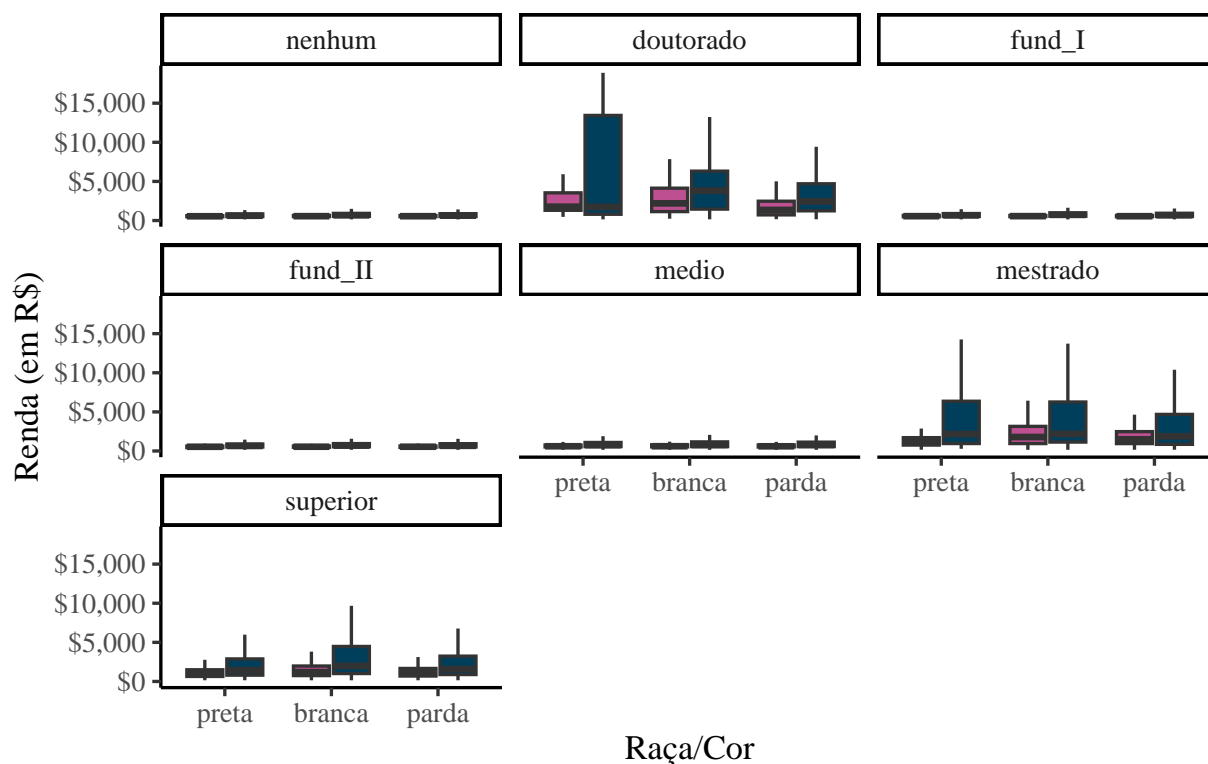 nenhum
doutorado
fund_I
$15,000
$10,000
$5,000
$0
fund_II
medio
mestrado
$15,000
$10,000
$5,000
$0
preta branca parda
preta branca parda
superior
$15,000
$10,000
$5,000
$0
preta branca parda
Renda (em R$)
Raça/Cor